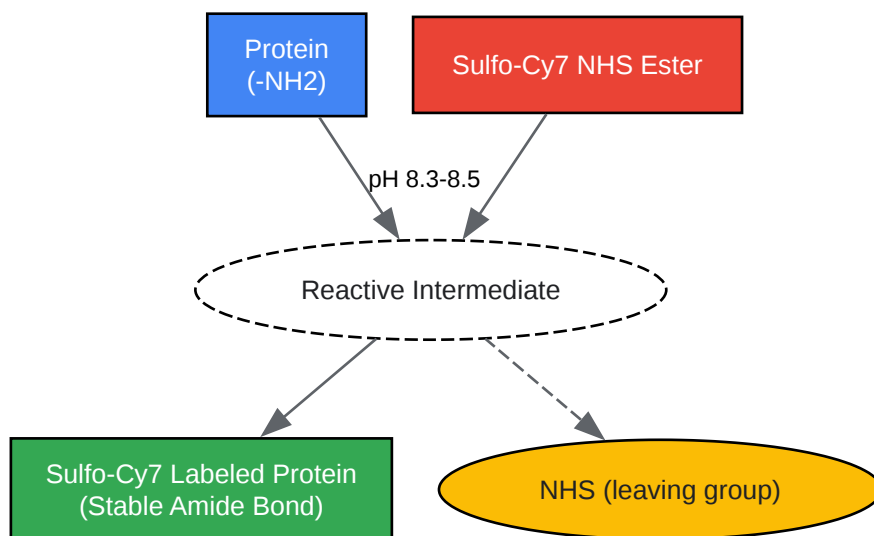 Protein
(-NH2)
Sulfo-Cy7 NHS Ester
pH 8.3-8.5
Reactive Intermediate
Sulfo-Cy7 Labeled Protein
(Stable Amide Bond)
NHS (leaving group)